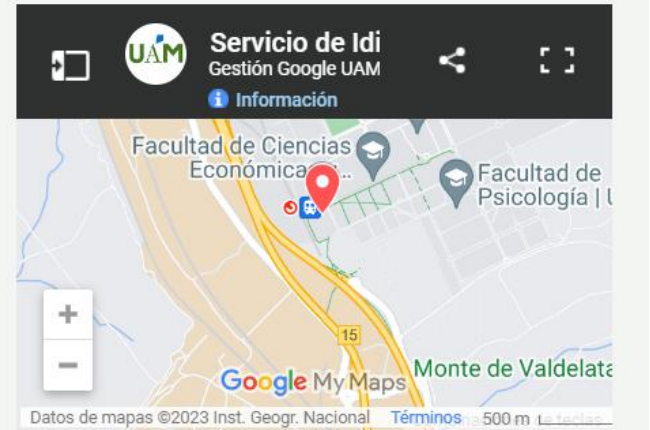 UAM
Servicio de Idi
Gestión Google UAM
i Información
Facultad de Ciencias
Económica
Facultad de
Psicología | U
+
15
−
Google My Maps
Monte de Valdelata
Datos de mapas ©2023 Inst. Geogr. Nacional Términos 500 m